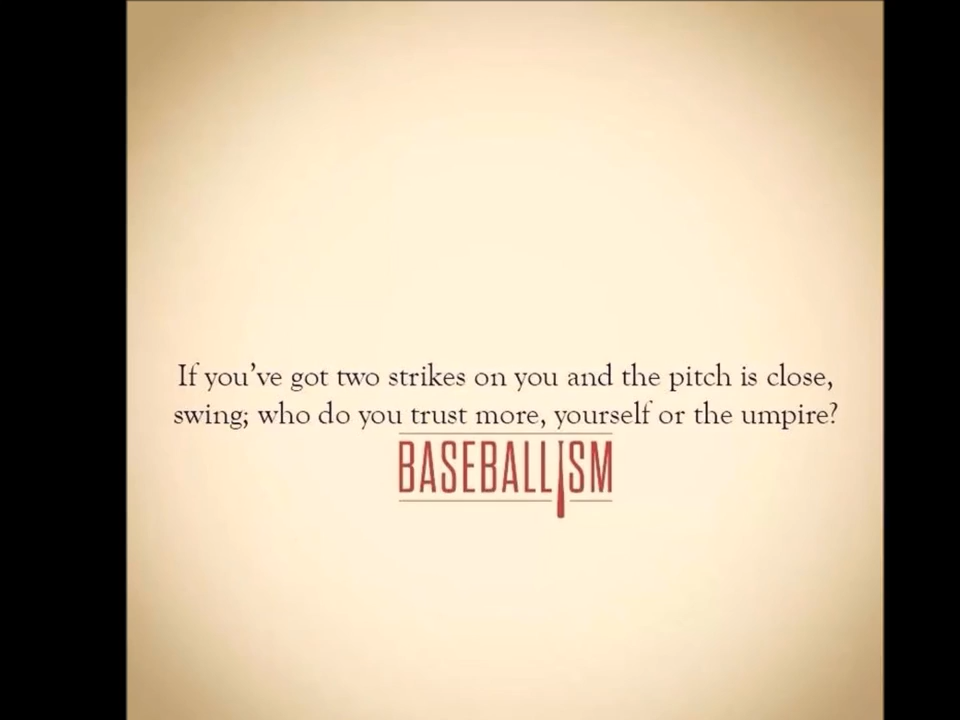 If you've got two strikes on you and the pitch is close,
swing; who do you trust more, yourself or the umpire?
BASEBALLISM